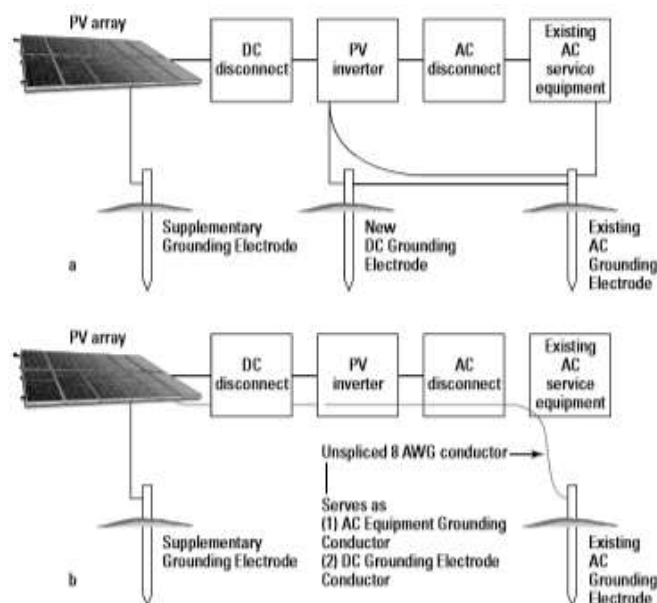 PV array
DC
disconnect
PV
inverter
AC
disconnect
Existing
AC
service
equipment
Supplementary
Grounding Electrode
New
DC Grounding
Electrode
Existing
AC
Grounding
Electrode
a
PV array
DC
disconnect
PV
inverter
AC
disconnect
Existing
AC
service
equipment
Unspliced 8 AWG conductor
Serves as
(1) AC Equipment Grounding
Conductor
(2) DC Grounding Electrode
Conductor
Supplementary
Grounding Electrode
Existing
AC
Grounding
Electrode
b